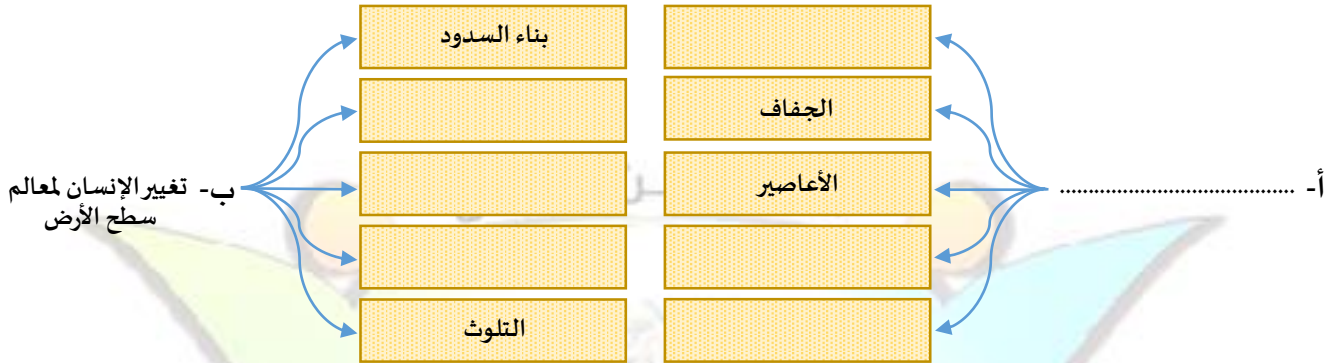 أ- ......................................
الجفاف
الأعاصير
بناء السدود
التلوث
ب- تغيير الإنسان لمعالم
سطح الأرض